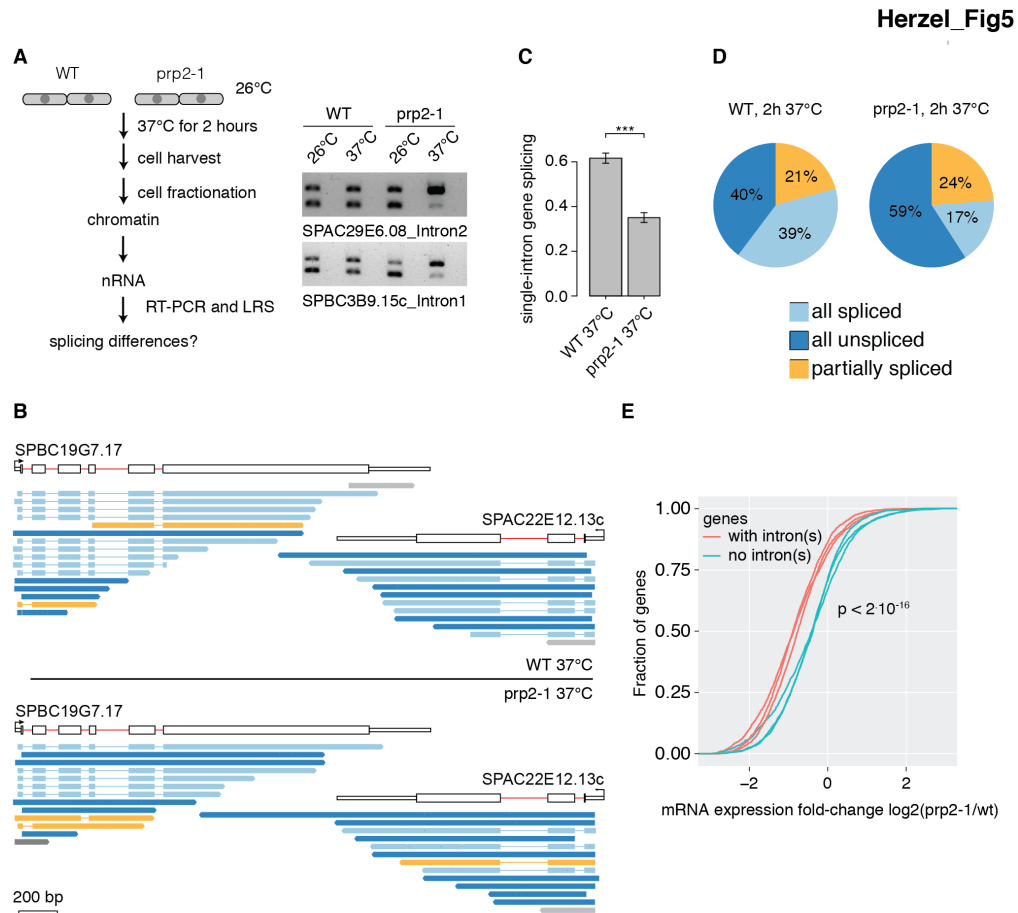 Herzel_Fig5
A
WT
prp2-1
26°C
37°C for 2 hours
cell harvest
cell fractionation
chromatin
nRNA
RT-PCR and LRS
splicing differences?
WT
prp2-1
26°C
37°C
26°C
37°C
SPAC29E6.08_Intron2
SPBC3B9.15c_Intron1
C
single-intron gene splicing
0.6
0.4
0.2
0.0
***
WT 37°C
prp2-1 37°C
D
WT, 2h 37°C
prp2-1, 2h 37°C
40%
21%
39%
59%
24%
17%
all spliced
all unspliced
partially spliced
B
SPBC19G7.17
SPAC22E12.13c
WT 37°C
prp2-1 37°C
SPBC19G7.17
SPAC22E12.13c
200 bp
E
Fraction of genes
1.00
0.75
0.50
0.25
0.00
genes
with intron(s)
no intron(s)
p < 2·10⁻¹⁶
−2
0
2
mRNA expression fold-change log2(prp2-1/wt)